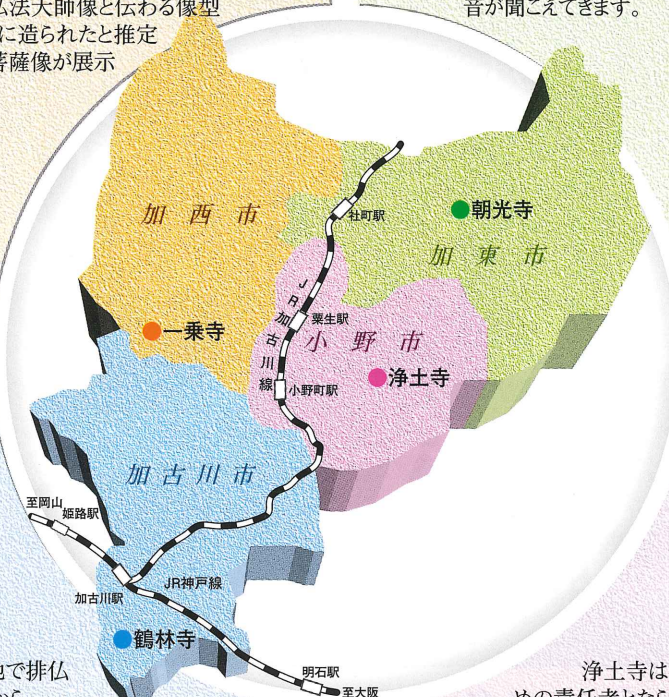 弘法大師像と伝わる像型
に造られたと推定
菩薩像が展示
音が聞こえてきます。
加西市
社町駅
朝光寺
加東市
JR加古川線
粟生駅
一乗寺
小野市
浄土寺
小野町駅
加古川市
至岡山
姫路駅
加古川駅
JR神戸線
鶴林寺
明石駅
至大阪
地で排仏
から
浄土寺は
めの責任者とな